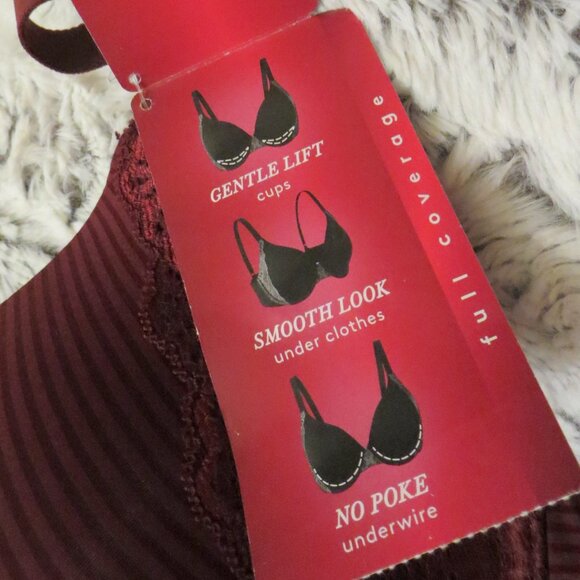 GENTLE LIFT
cups
SMOOTH LOOK
under clothes
NO POKE
underwire
full coverage